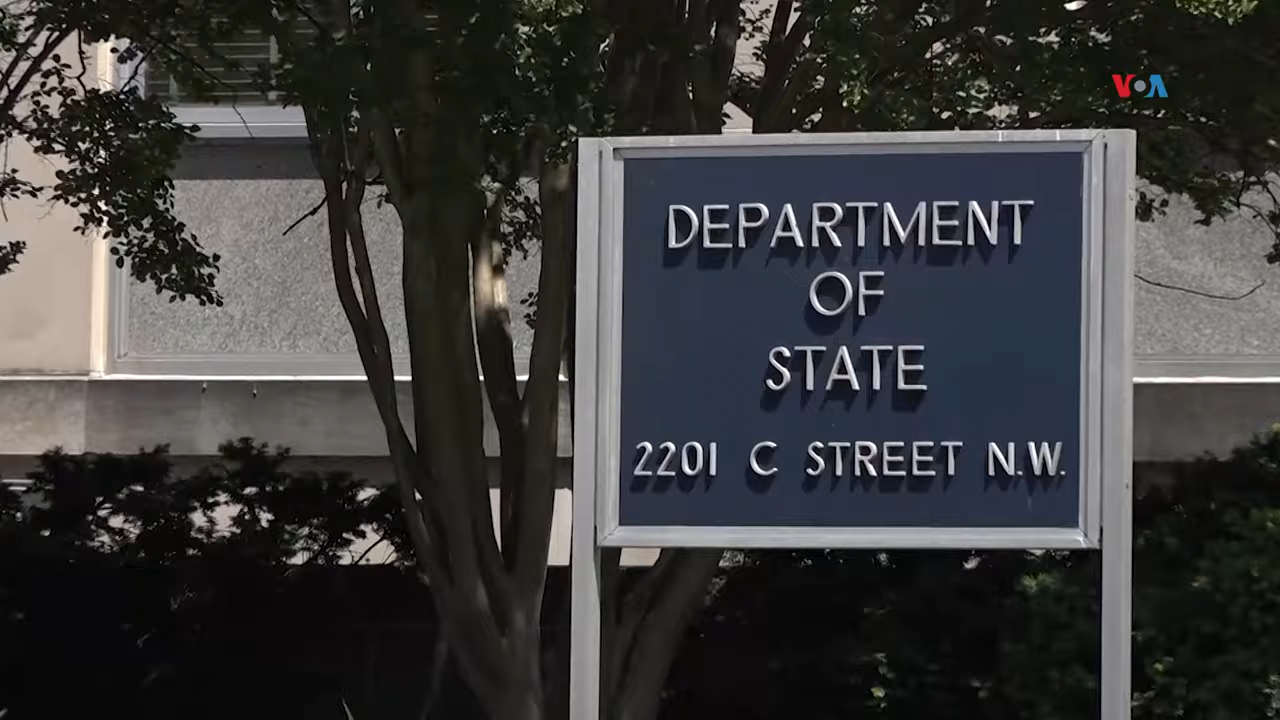 VOA
DEPARTMENT
OF
STATE
2201 C STREET N.W.